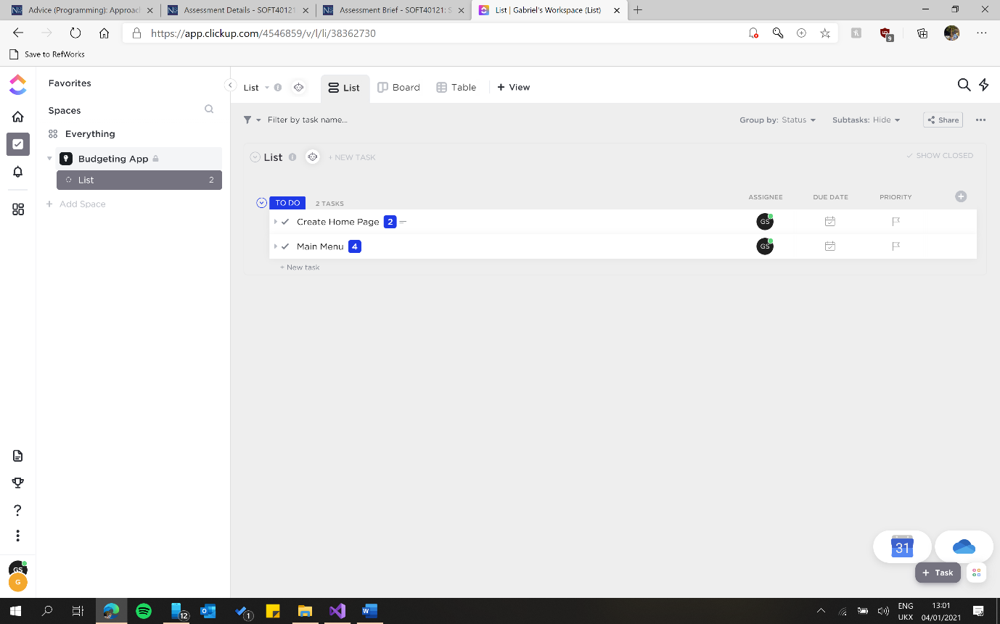 Advice (Programming): Approach
Assessment Details - SOFT40121
Assessment Brief - SOFT40121: S
List | Gabriel's Workspace (List)
https://app.clickup.com/4546859/v/l/li/38362730
9
Save to RefWorks
Favorites
List
List
Board
Table
+ View
Spaces
Filter by task name...
Group by: Status
Subtasks: Hide
Share
Everything
Budgeting App
List
+ NEW TASK
SHOW CLOSED
List 2
+ Add Space
TO DO
2 TASKS
ASSIGNEE
DUE DATE
PRIORITY
Create Home Page 2
GS
Main Menu 4
GS
+ New task
?
31
GS
G
+ Task
12
1
W
ENG
UKX
13:01
04/01/2021